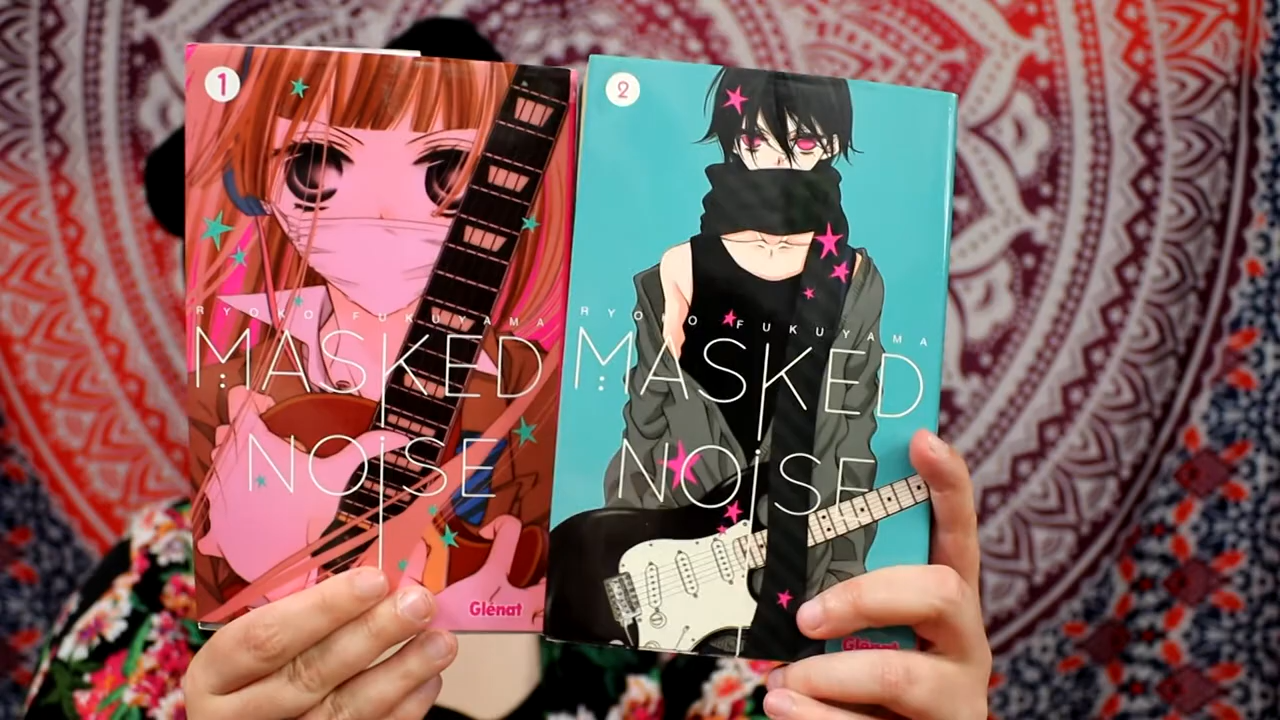 1
RYOKO FUKUYAMA
MASKED
NOiSE
Glénat
2
RYOKO FUKUYAMA
MASKED
NOiSE
Glénat